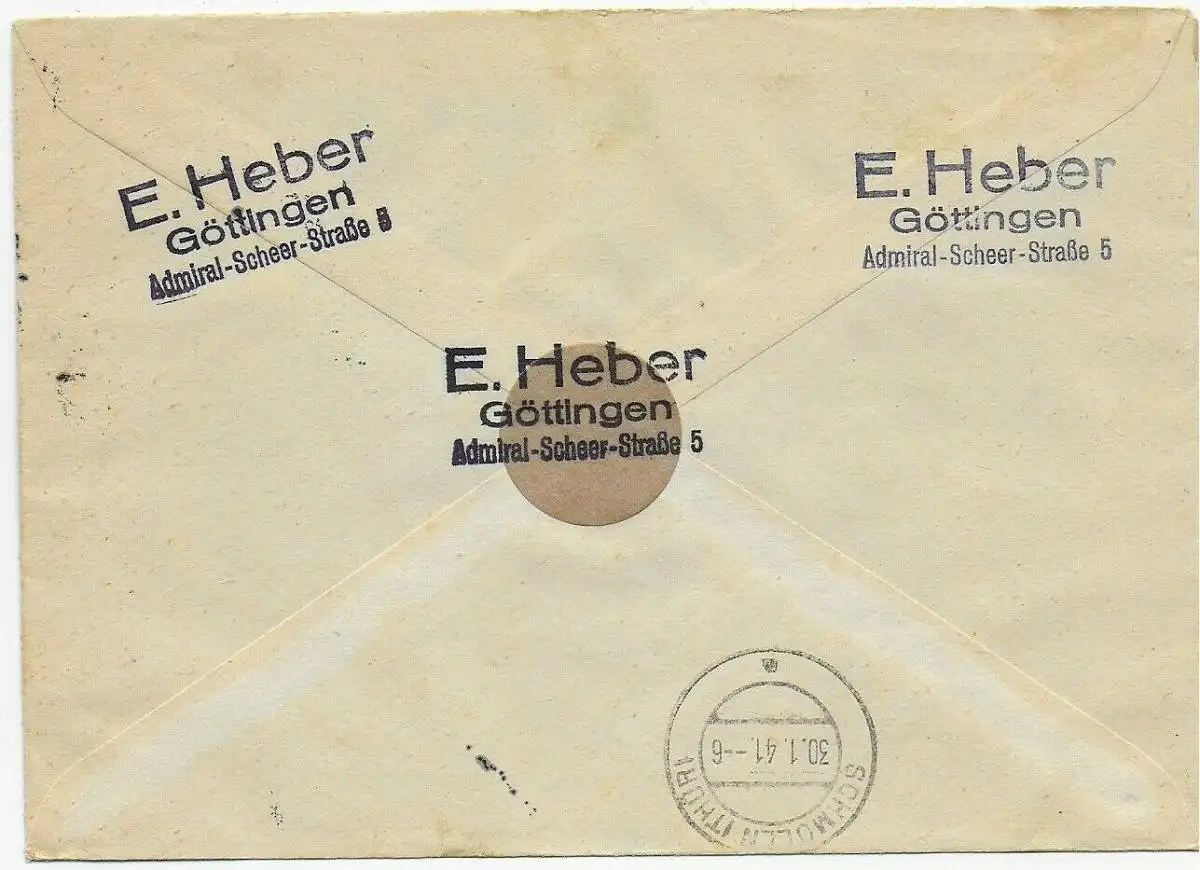 E. Heber
Göttingen
Admiral-Scheer-Straße 5
E. Heber
Göttingen
Admiral-Scheer-Straße 5
E. Heber
Göttingen
Admiral-Scheer-Straße 5
SCHMÖLLN (THÜR)
30.1.41.--6